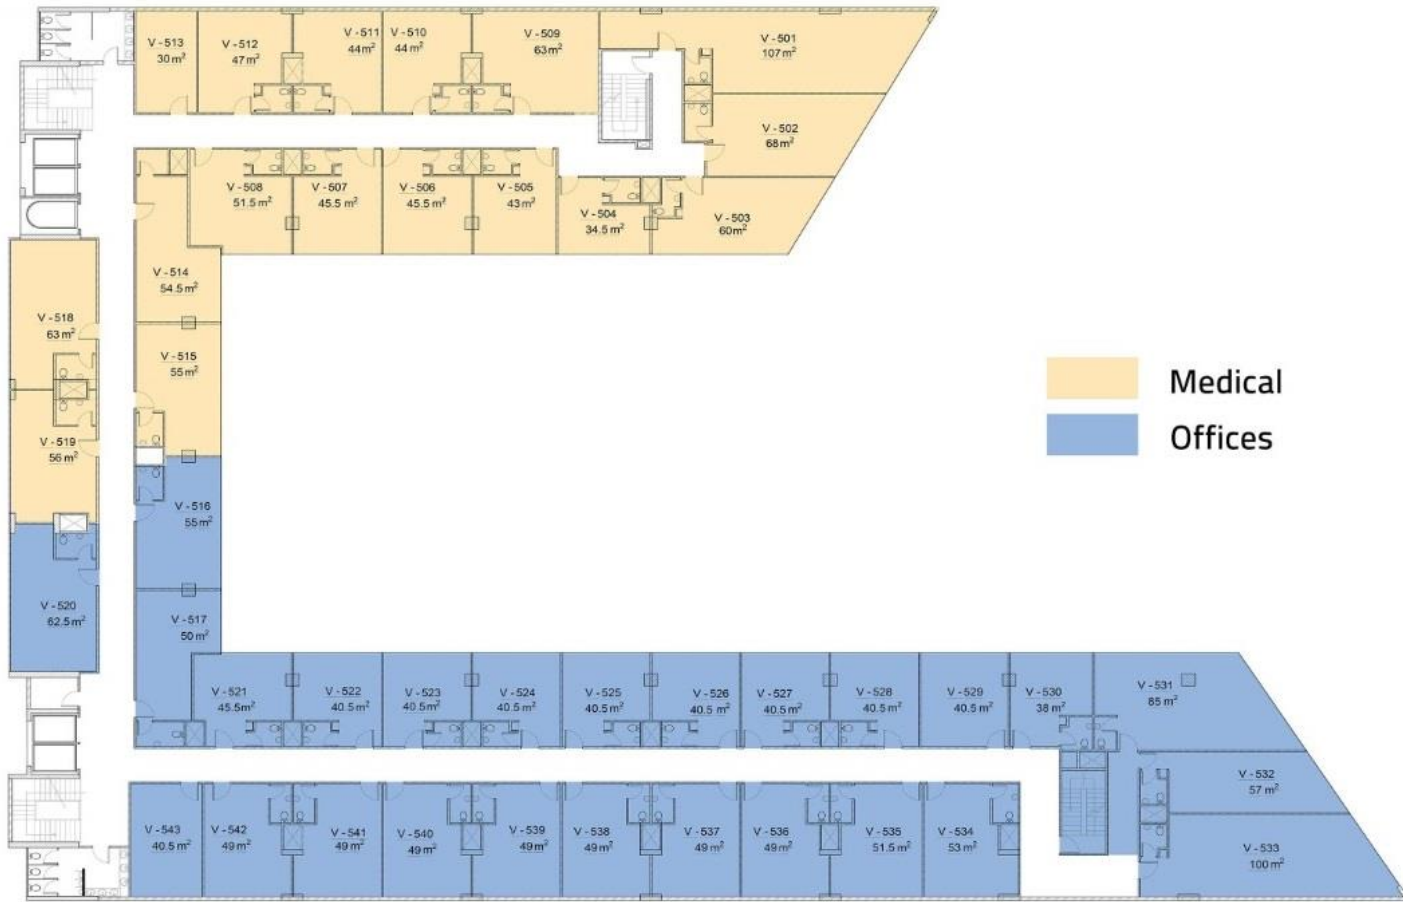 V - 513
30 m²
V - 512
47 m²
V - 511
44 m²
V - 510
44 m²
V - 509
63 m²
V - 501
107 m²
V - 502
68 m²
V - 508
51.5 m²
V - 507
45.5 m²
V - 506
45.5 m²
V - 505
43 m²
V - 504
34.5 m²
V - 503
60 m²
V - 514
54.5 m²
V - 518
63 m²
V - 515
55 m²
V - 519
56 m²
Medical
Offices
V - 516
55 m²
V - 520
62.5 m²
V - 517
50 m²
V - 521
45.5 m²
V - 522
40.5 m²
V - 523
40.5 m²
V - 524
40.5 m²
V - 525
40.5 m²
V - 526
40.5 m²
V - 527
40.5 m²
V - 528
40.5 m²
V - 529
40.5 m²
V - 530
38 m²
V - 531
85 m²
V - 532
57 m²
V - 543
40.5 m²
V - 542
49 m²
V - 541
49 m²
V - 540
49 m²
V - 539
49 m²
V - 538
49 m²
V - 537
49 m²
V - 536
49 m²
V - 535
51.5 m²
V - 534
53 m²
V - 533
100 m²